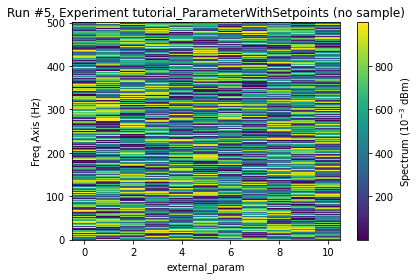 Run #5, Experiment tutorial_ParameterWithSetpoints (no sample)
500
400
300
200
100
0
Freq Axis (Hz)
0 2 4 6 8 10
external_param
800
600
400
200
Spectrum (10⁻³ dBm)